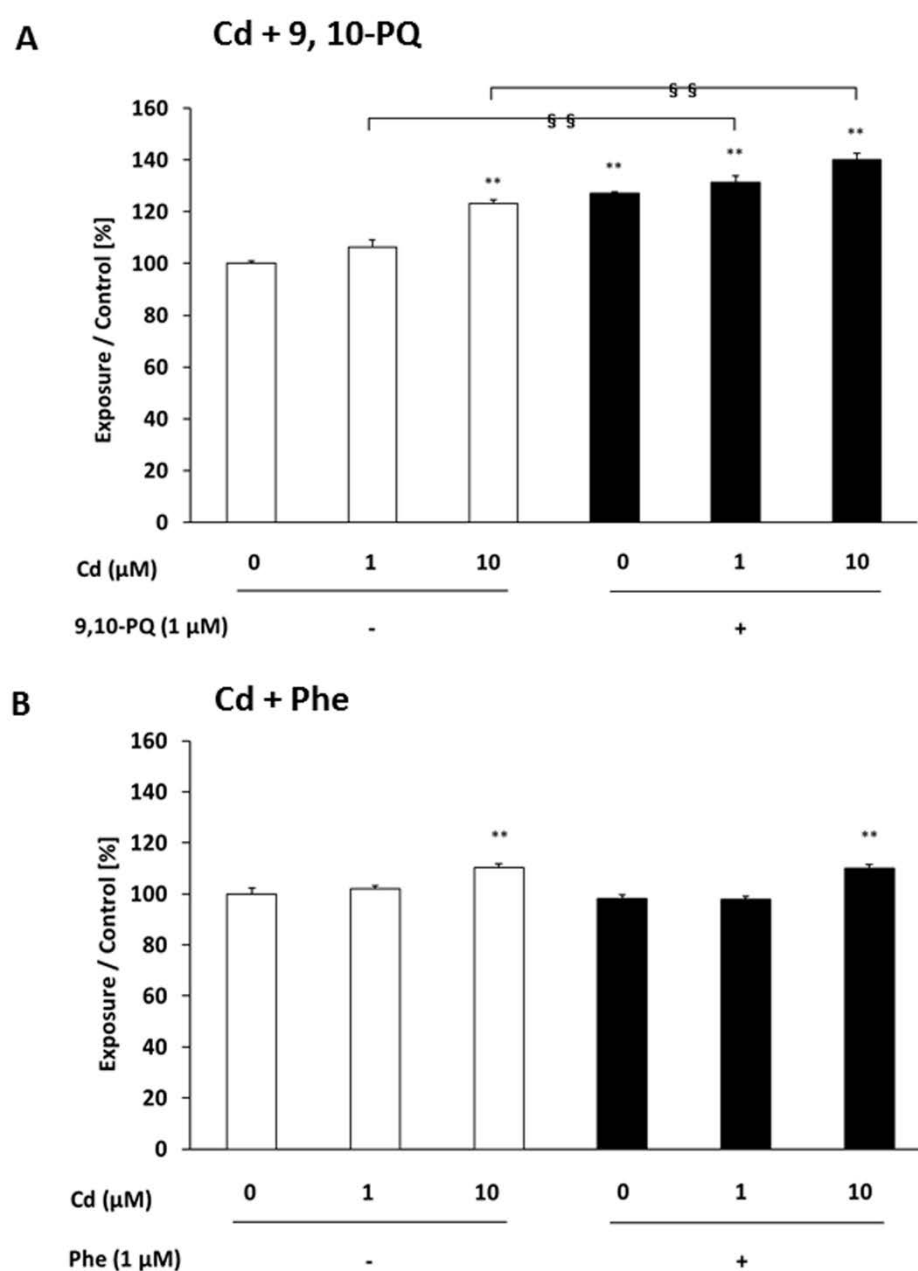 A
Cd + 9, 10-PQ
§ §
§ §
** ** ** **
Exposure / Control [%]
160
140
120
100
80
60
40
20
0
Cd (µM) 0 1 10 0 1 10
9,10-PQ (1 µM) - +
B
Cd + Phe
** **
Exposure / Control [%]
160
140
120
100
80
60
40
20
0
Cd (µM) 0 1 10 0 1 10
Phe (1 µM) - +